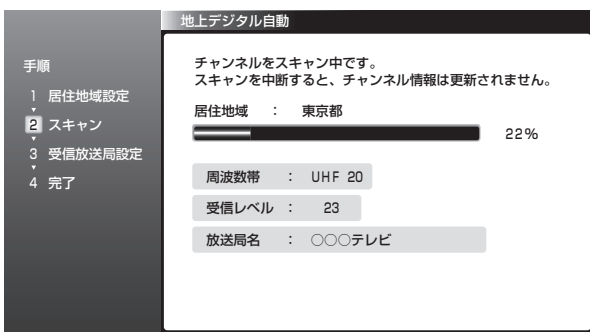 地上デジタル自動
手順
1 居住地域設定
2 スキャン
3 受信放送局設定
4 完了
チャンネルをスキャン中です。
スキャンを中断すると、チャンネル情報は更新されません。
居住地域 : 東京都
22%
周波数帯 : UHF 20
受信レベル : 23
放送局名 : ○○○テレビ